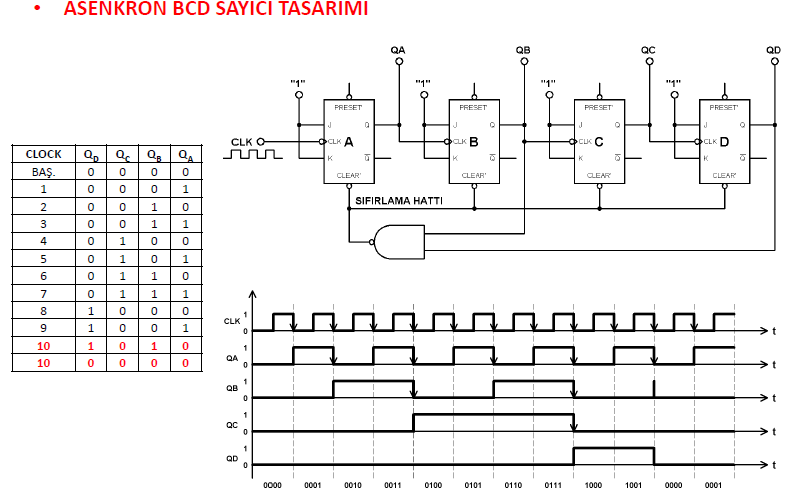 • ASENKRON BCD SAYICI TASARIMI
QA QB QC QD
"1" "1" "1" "1"
PRESET' PRESET' PRESET' PRESET'
J Q J Q J Q J Q
CLK CLK A CLK B CLK C CLK D
K Q̅ K Q̅ K Q̅ K Q̅
CLEAR' CLEAR' CLEAR' CLEAR'
SIFIRLAMA HATTI
CLOCK QD QC QB QA
BAŞ. 0 0 0 0
1 0 0 0 1
2 0 0 1 0
3 0 0 1 1
4 0 1 0 0
5 0 1 0 1
6 0 1 1 0
7 0 1 1 1
8 1 0 0 0
9 1 0 0 1
10 1 0 1 0
10 0 0 0 0
CLK 1 0 t
QA 1 0 t
QB 1 0 t
QC 1 0 t
QD 1 0 t
0000 0001 0010 0011 0100 0101 0110 0111 1000 1001 0000 0001